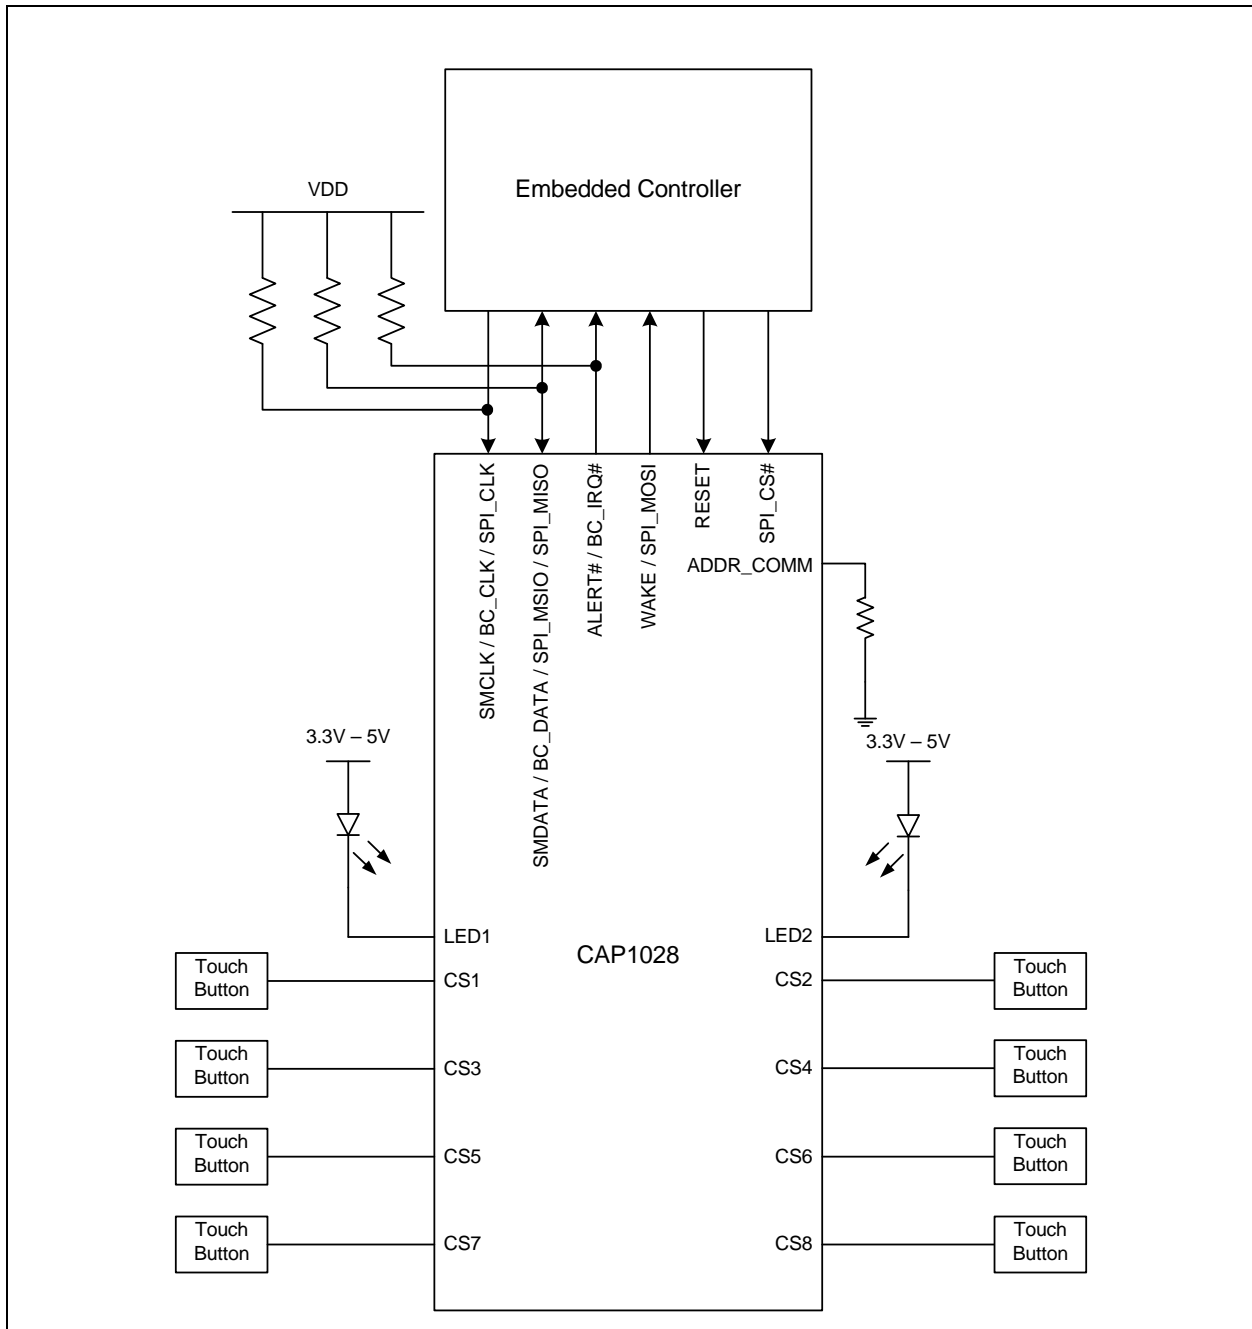 Embedded Controller
VDD
SMCLK / BC_CLK / SPI_CLK
SMDATA / BC_DATA / SPI_MSIO / SPI_MISO
ALERT# / BC_IRQ#
WAKE / SPI_MOSI
RESET
SPI_CS#
ADDR_COMM
3.3V – 5V
3.3V – 5V
LED1
CAP1028
LED2
Touch
Button
CS1
CS2
Touch
Button
Touch
Button
CS3
CS4
Touch
Button
Touch
Button
CS5
CS6
Touch
Button
Touch
Button
CS7
CS8
Touch
Button